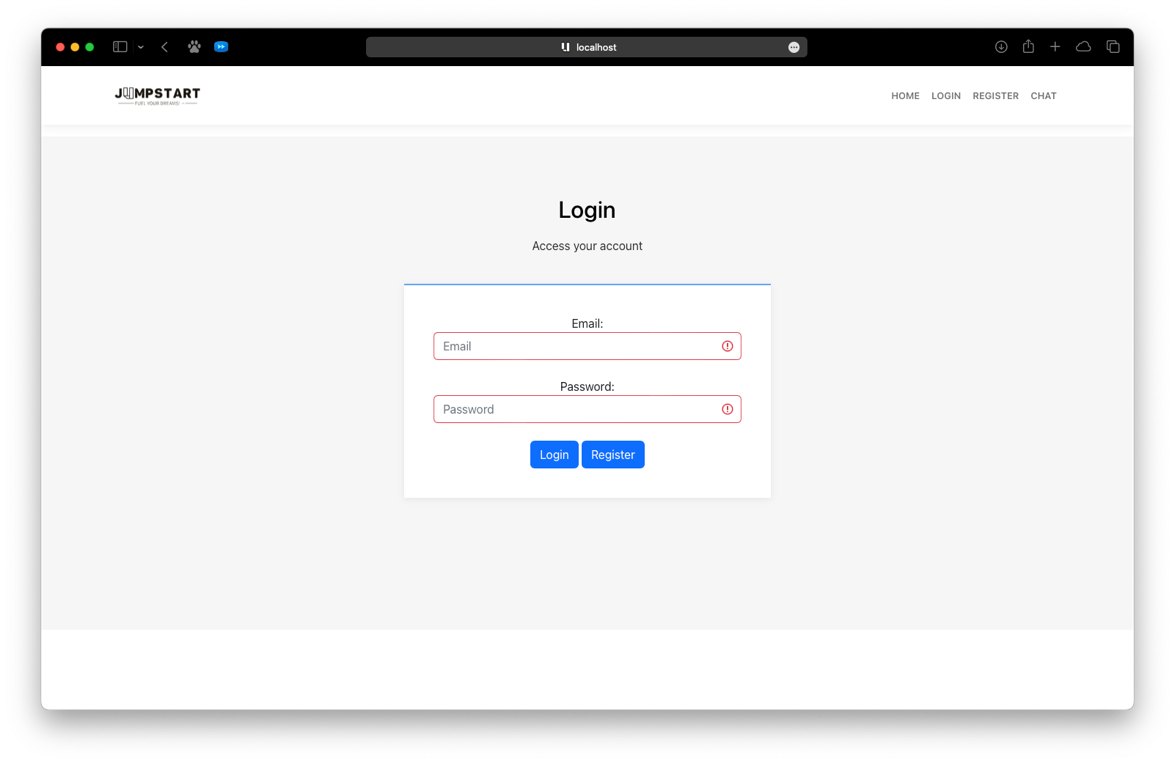 localhost
JUMPSTART
FUEL YOUR DREAMS!
HOME LOGIN REGISTER CHAT
Login
Access your account
Email:
Email
Password:
Password
Login Register